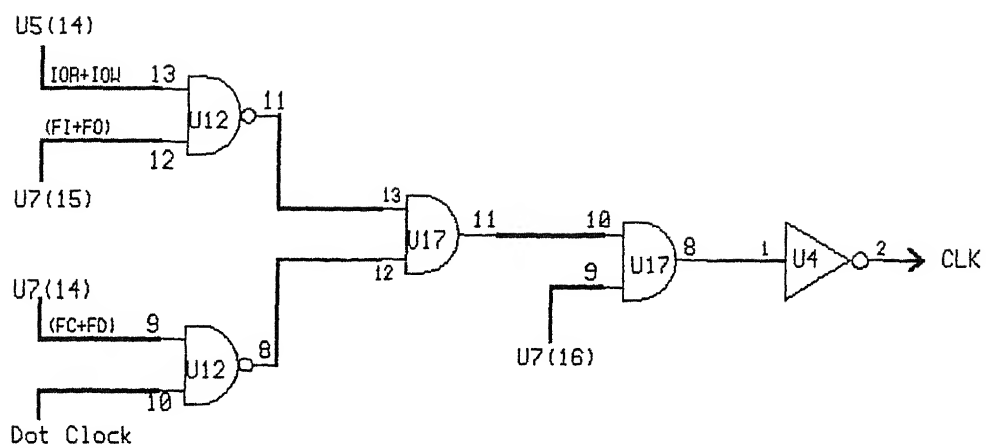 U5(14)
IOR+IOW 13
U12
11
(FI+FO)
12
U7(15)
13
U17
11
12
10
U17
8
9
U7(16)
1
U4
2
CLK
U7(14)
(FC+FD) 9
U12
8
10
Dot Clock